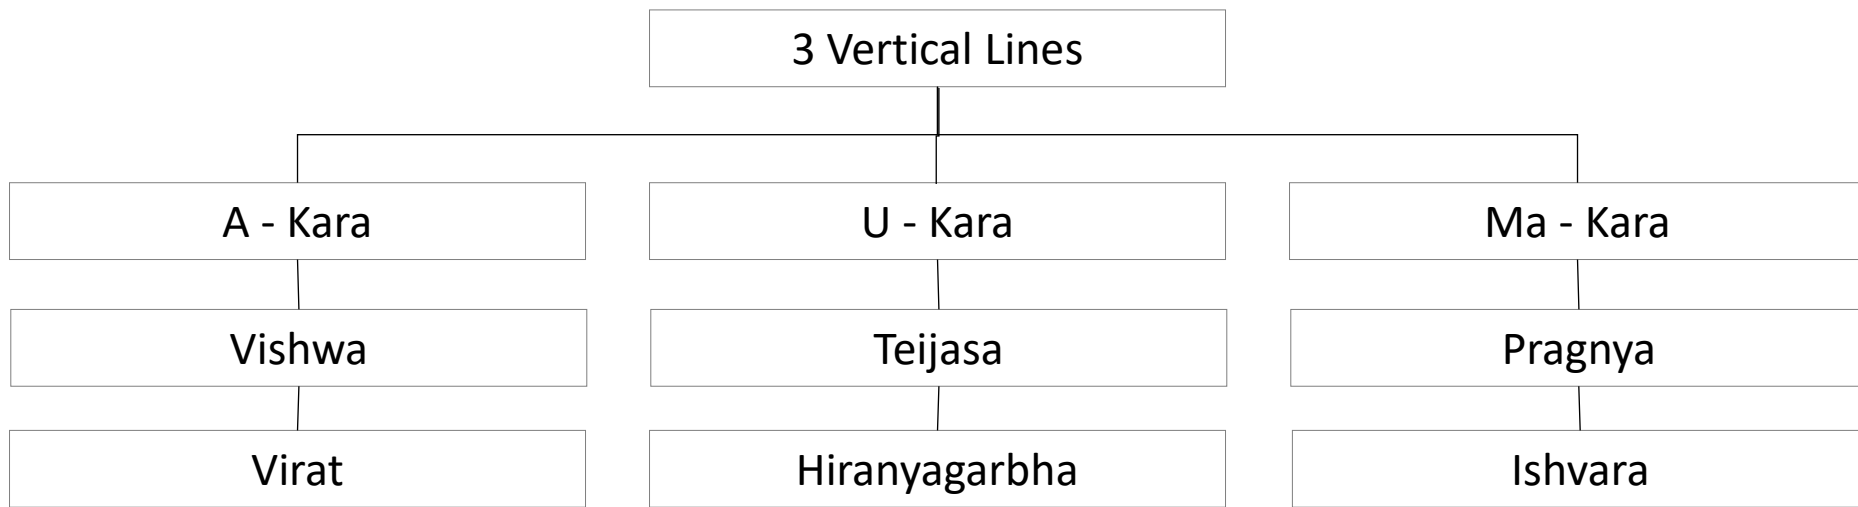 3 Vertical Lines
A - Kara
U - Kara
Ma - Kara
Vishwa
Teijasa
Pragnya
Virat
Hiranyagarbha
Ishvara